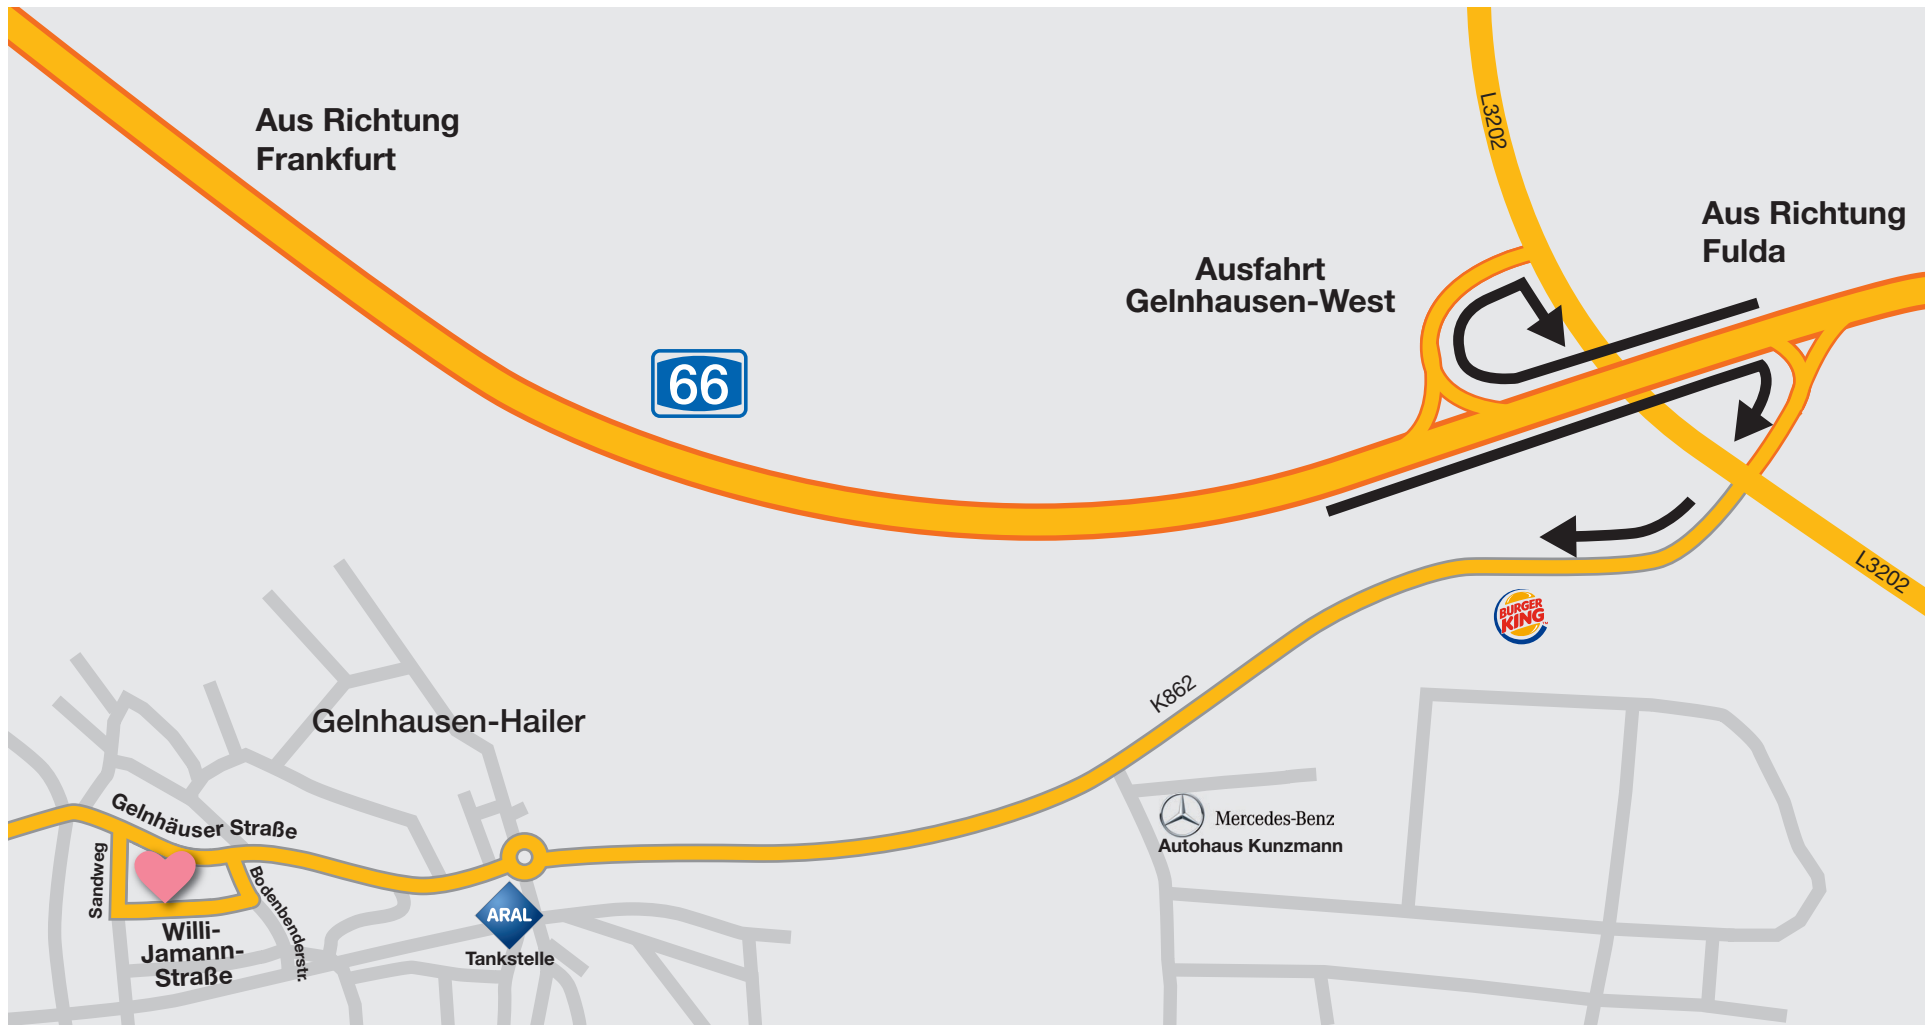 Aus Richtung
Frankfurt
L3202
Aus Richtung
Fulda
Ausfahrt
Gelnhausen-West
66
L3202
BURGER
KING
™
K862
Gelnhausen-Hailer
Gelnhäuser Straße
Mercedes-Benz
Autohaus Kunzmann
Sandweg
Bodenbenderstr.
ARAL
Tankstelle
Willi-
Jamann-
Straße